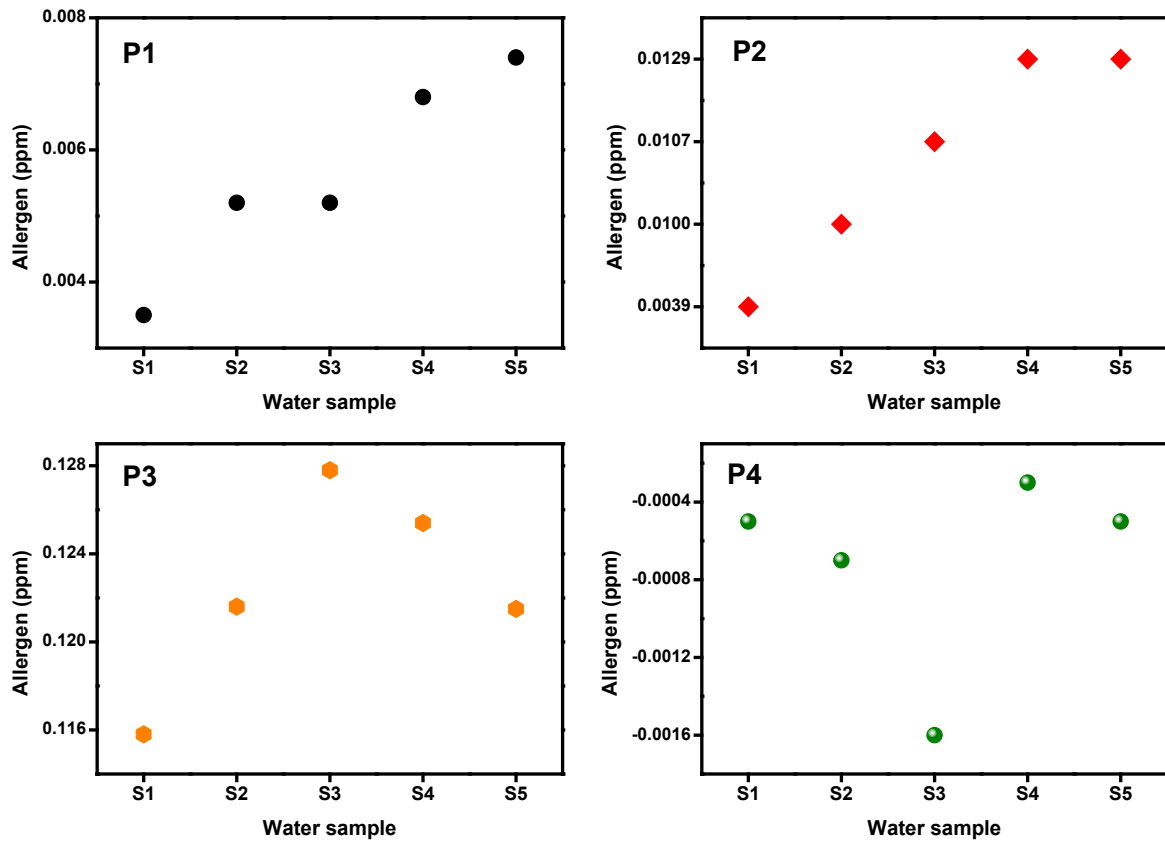 P1
Allergen (ppm)
0.008
0.006
0.004
S1 S2 S3 S4 S5
Water sample
P2
Allergen (ppm)
0.0129
0.0107
0.0100
0.0039
S1 S2 S3 S4 S5
Water sample
P3
Allergen (ppm)
0.128
0.124
0.120
0.116
S1 S2 S3 S4 S5
Water sample
P4
Allergen (ppm)
-0.0004
-0.0008
-0.0012
-0.0016
S1 S2 S3 S4 S5
Water sample